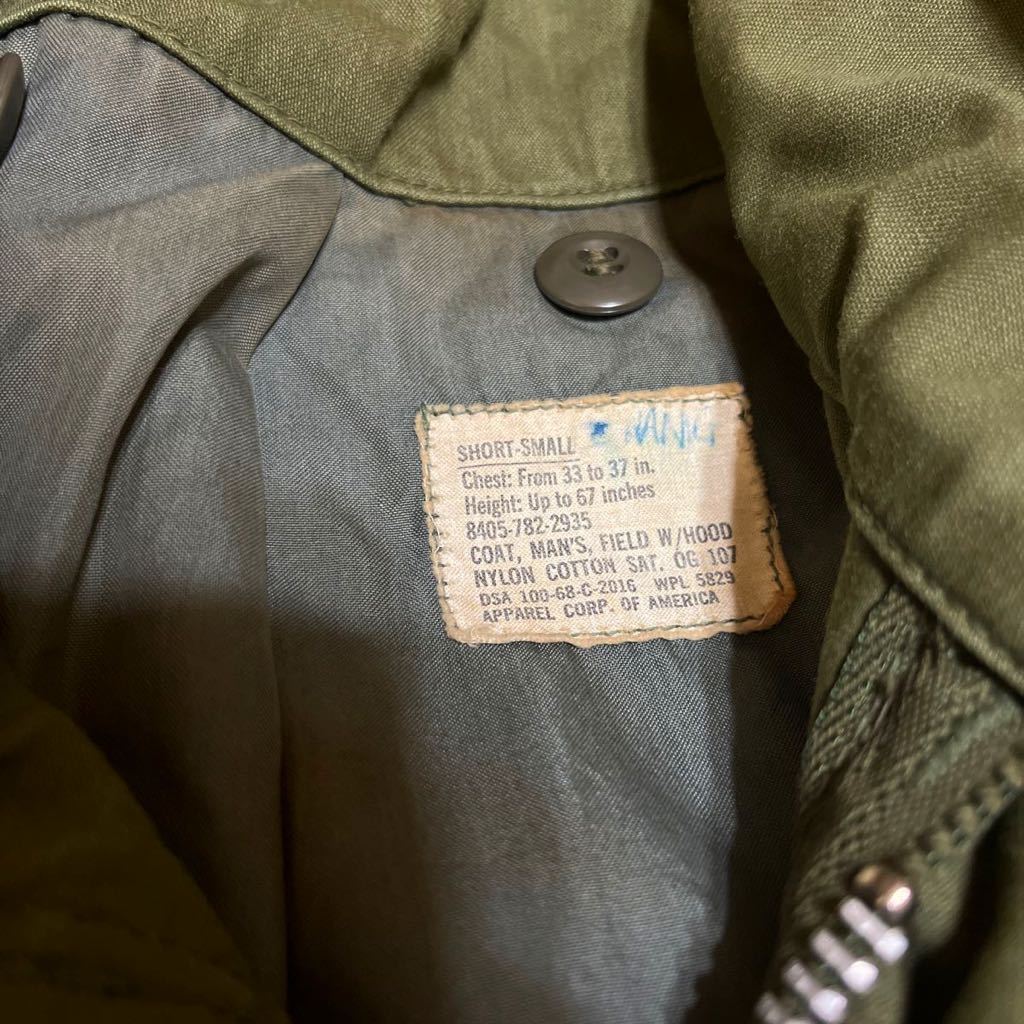 SHORT-SMALL
Chest: From 33 to 37 in.
Height: Up to 67 inches
8405-782-2935
COAT, MAN'S, FIELD W/HOOD
NYLON COTTON SAT. OG 107
DSA 100-68-C-2016 WPL 5829
APPAREL CORP. OF AMERICA